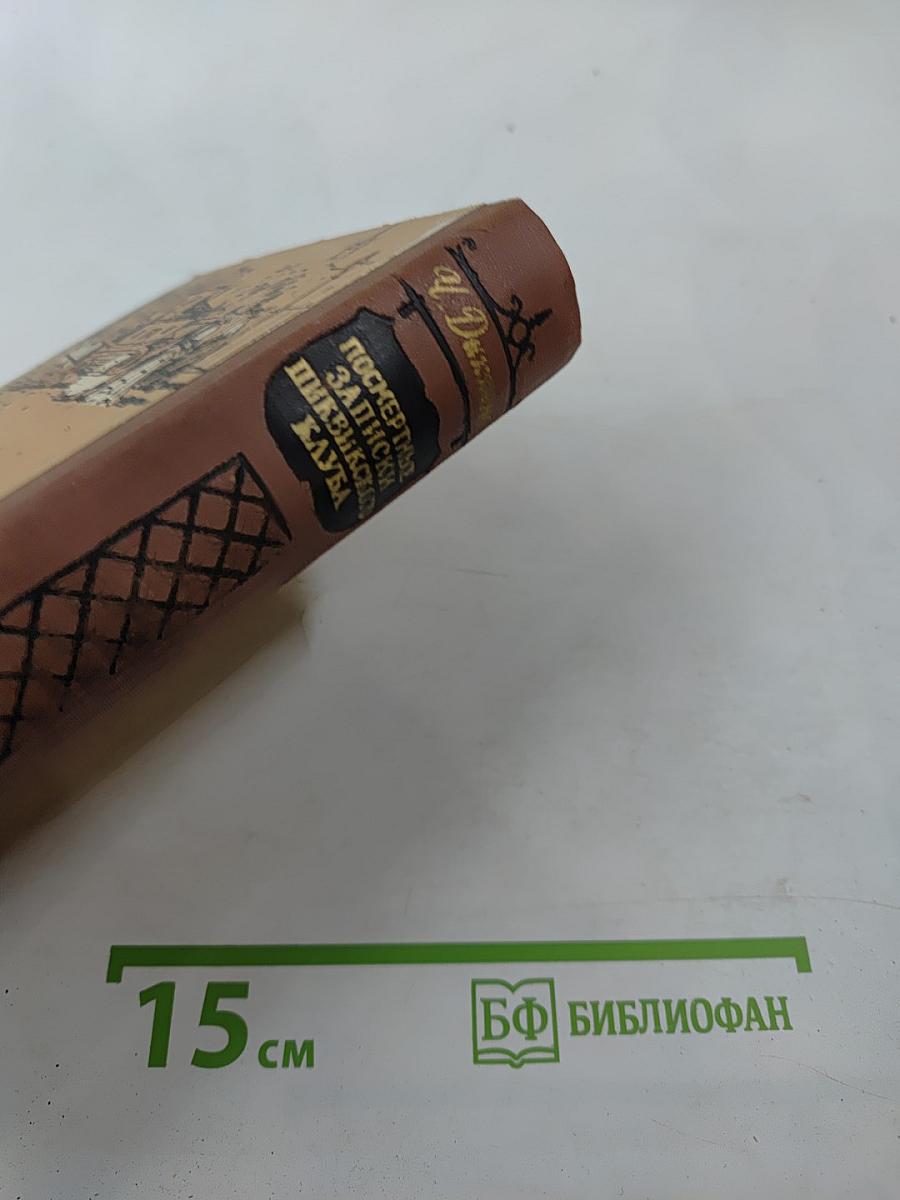 Ч. Диккенс
ПОСМЕРТНЫЕ
ЗАПИСКИ
ПИКВИКСКОГО
КЛУБА
15 см
БФ БИБЛИОФАН